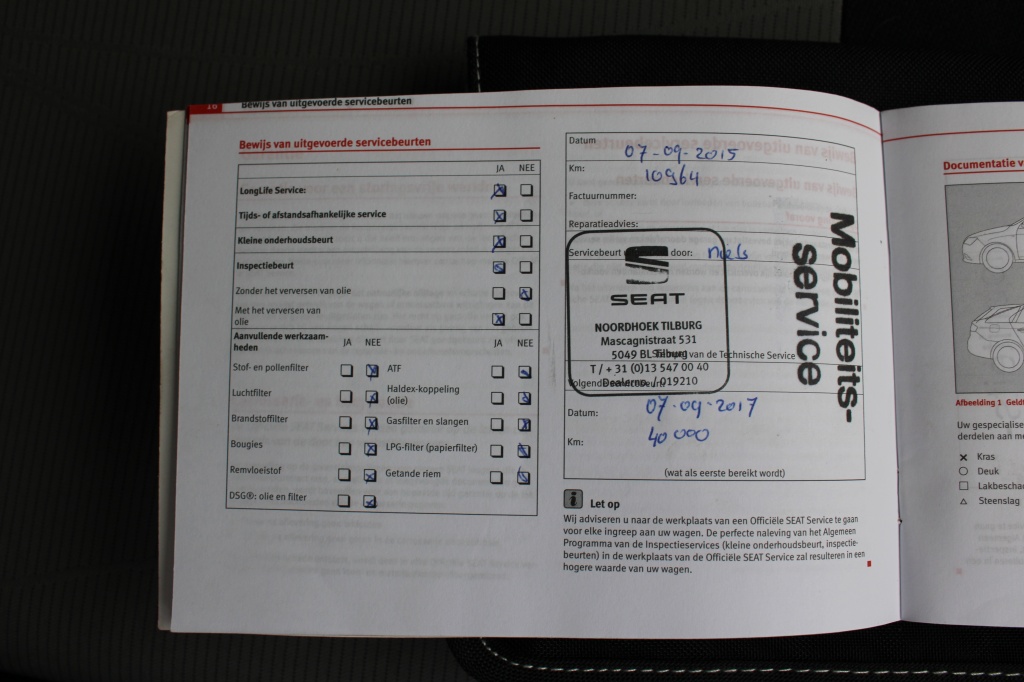 16 Bewijs van uitgevoerde servicebeurten
Bewijs van uitgevoerde servicebeurten
JA NEE
LongLife Service:
Tijds- of afstandsafhankelijke service
Kleine onderhoudsbeurt
Inspectiebeurt
Zonder het verversen van olie
Met het verversen van
olie
Aanvullende werkzaam-
heden
JA NEE
JA NEE
Stof- en pollenfilter
ATF
Luchtfilter
Haldex-koppeling
(olie)
Brandstoffilter
Gasfilter en slangen
Bougies
LPG-filter (papierfilter)
Remvloeistof
Getande riem
DSG®: olie en filter
Datum
07-09-2015
Km:
10964
Factuurnummer:
Reparatieadvies:
Servicebeurt door: niels
SEAT
NOORDHOEK TILBURG
Mascagnistraat 531
5049 BL Tilburg
van de Technische Service
T / + 31 (0)13 547 00 40
Dealerno. / 019210
Volgende servicebeurt:
Datum: 07-09-2017
Km: 40 000
(wat als eerste bereikt wordt)
Mobiliteits-
service
i Let op
Wij adviseren u naar de werkplaats van een Officiële SEAT Service te gaan
voor elke ingreep aan uw wagen. De perfecte naleving van het Algemeen
Programma van de Inspectieservices (kleine onderhoudsbeurt, inspectie-
beurten) in de werkplaats van de Officiële SEAT Service zal resulteren in een
hogere waarde van uw wagen.
Documentatie
Afbeelding 1
Uw
derdelen aan
Kras
Deuk
Steenslag